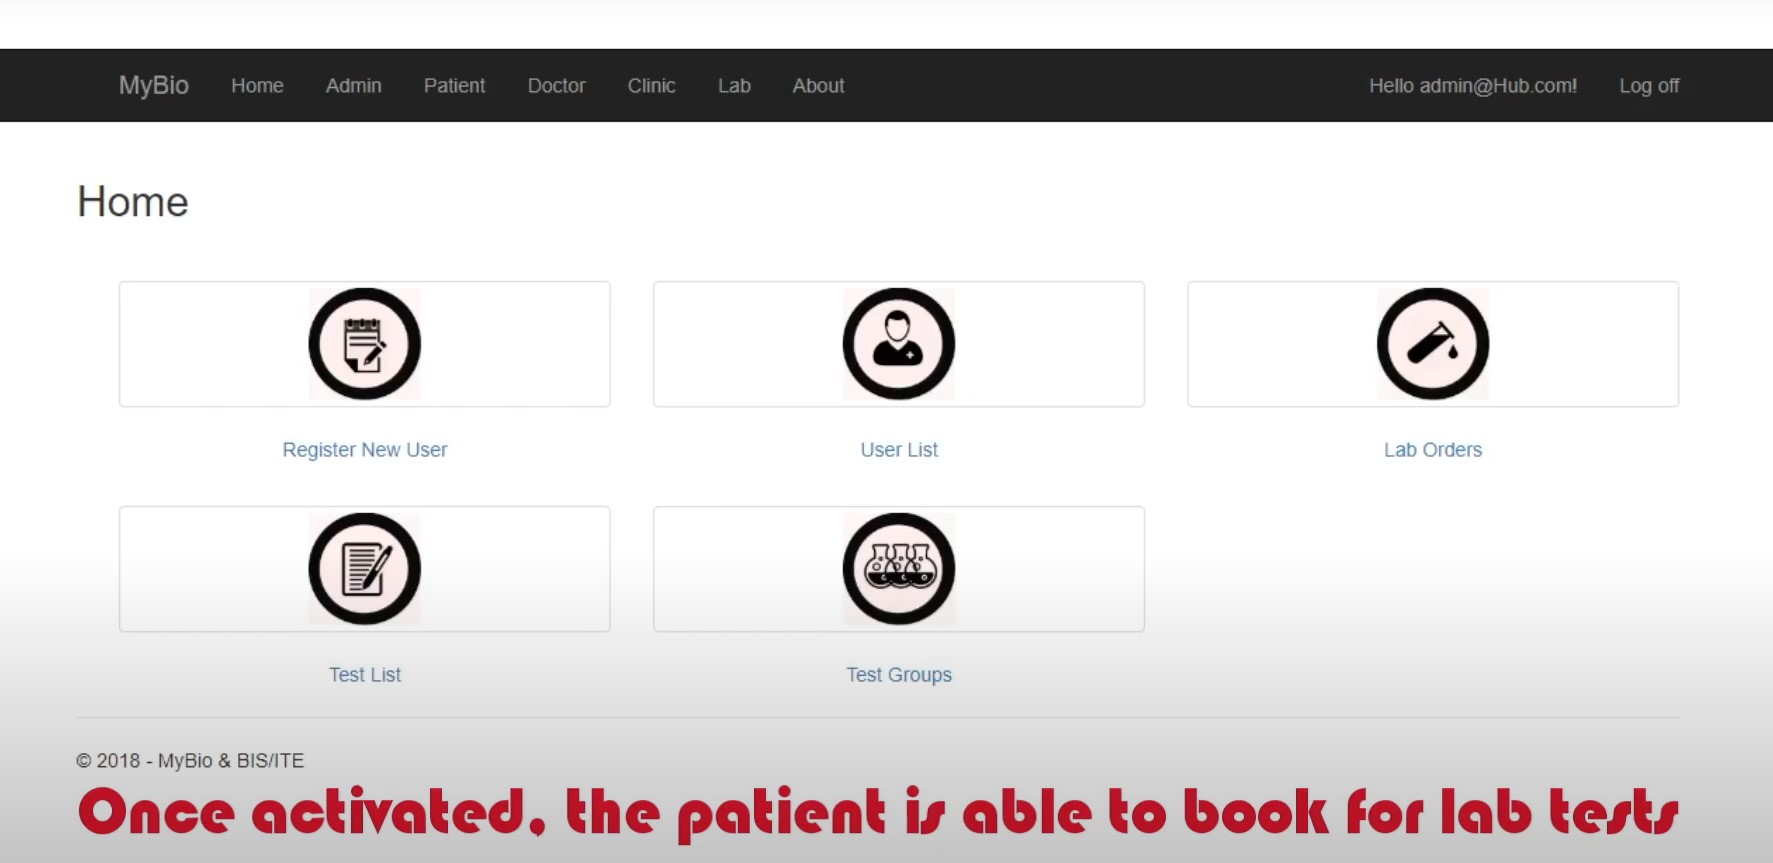 MyBio Home Admin Patient Doctor Clinic Lab About Hello admin@Hub.com! Log off
Home
Register New User User List Lab Orders
Test List Test Groups
© 2018 - MyBio & BIS/ITE
Once activated, the patient is able to book for lab tests